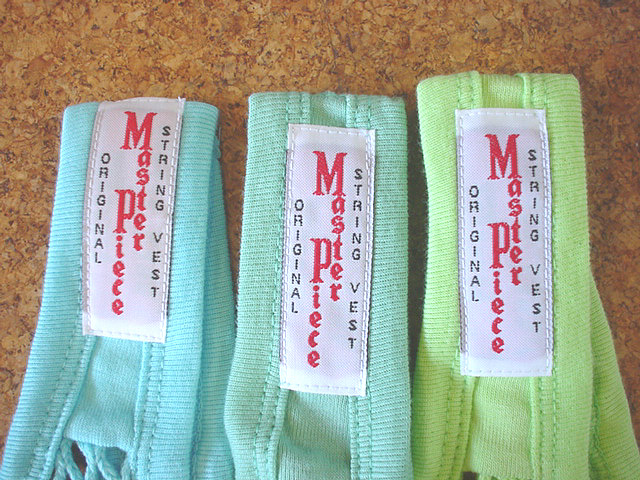 ORIGINAL
Master Piece
STRING VEST
ORIGINAL
Master Piece
STRING VEST
ORIGINAL
Master Piece
STRING VEST